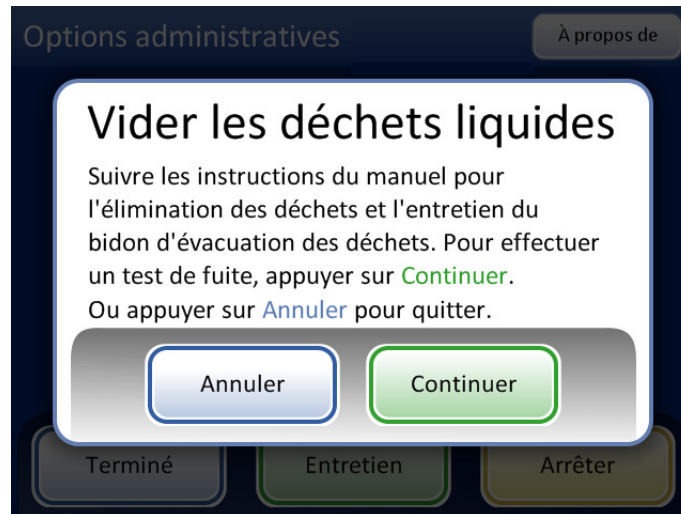 Options administratives
À propos de
Vider les déchets liquides
Suivre les instructions du manuel pour
l'élimination des déchets et l'entretien du
bidon d'évacuation des déchets. Pour effectuer
un test de fuite, appuyer sur Continuer.
Ou appuyer sur Annuler pour quitter.
Annuler
Continuer
Terminé
Entretien
Arrêter